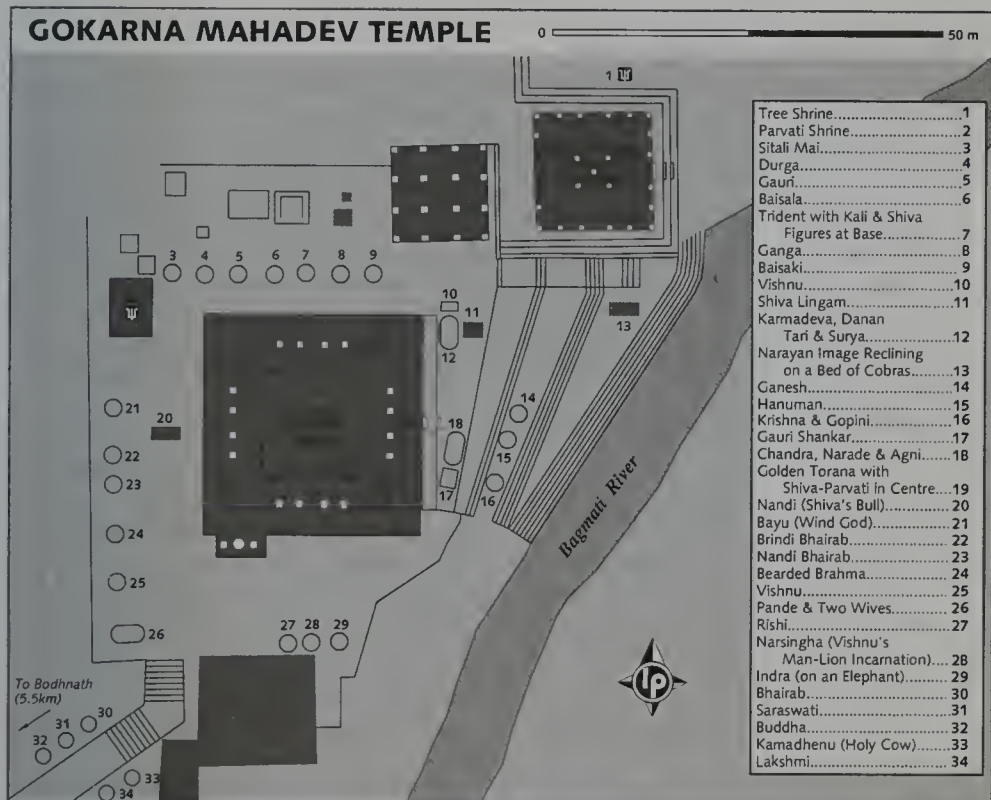 GOKARNA MAHADEV TEMPLE
0 50 m
1
Tree Shrine..........................1
Parvati Shrine......................2
Sitali Mai..............................3
Durga..................................4
Gauri....................................5
Baisala.................................6
Trident with Kali & Shiva
Figures at Base................7
Ganga..................................8
Baisaki.................................9
Vishnu................................10
Shiva Lingam.....................11
Karmadeva, Danan
Tari & Surya...................12
Narayan Image Reclining
on a Bed of Cobras........13
Ganesh...............................14
Hanuman............................15
Krishna & Gopini...............16
Gauri Shankar....................17
Chandra, Narade & Agni......18
Golden Torana with
Shiva-Parvati in Centre....19
Nandi (Shiva's Bull)............20
Bayu (Wind God)...............21
Brindi Bhairab....................22
Nandi Bhairab....................23
Bearded Brahma.................24
Vishnu................................25
Pande & Two Wives............26
Rishi...................................27
Narsingha (Vishnu's
Man-Lion Incarnation)....28
Indra (on an Elephant)........29
Bhairab...............................30
Saraswati............................31
Buddha...............................32
Kamadhenu (Holy Cow)......33
Lakshmi..............................34
3 4 5 6 7 8 9
10
11
12
13
14
15
16
17
18
20
21
22
23
24
25
26
27 28 29
To Bodhnath
(5.5km)
30
31
32
33
34
Bagmati River
lp